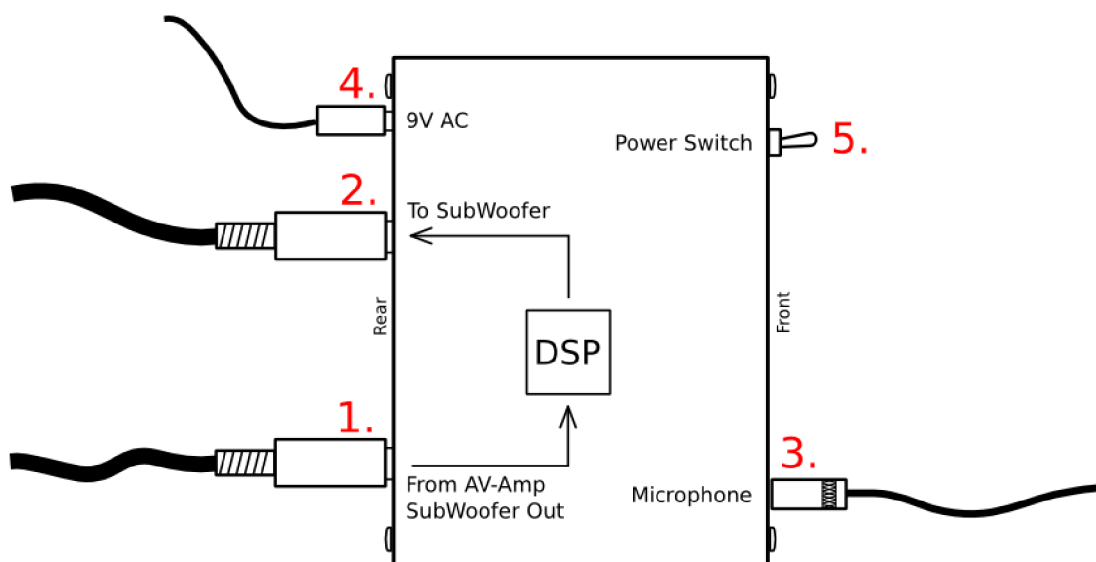 4.
9V AC
Power Switch
5.
2.
To SubWoofer
Rear
Front
DSP
1.
From AV-Amp
SubWoofer Out
3.
Microphone